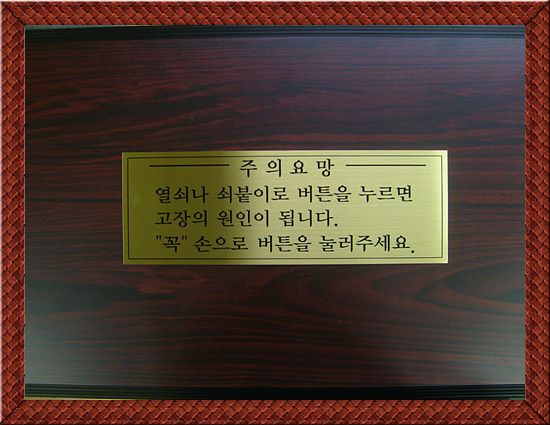 주의요망
열쇠나 쇠붙이로 버튼을 누르면
고장의 원인이 됩니다.
"꼭" 손으로 버튼을 눌러주세요.